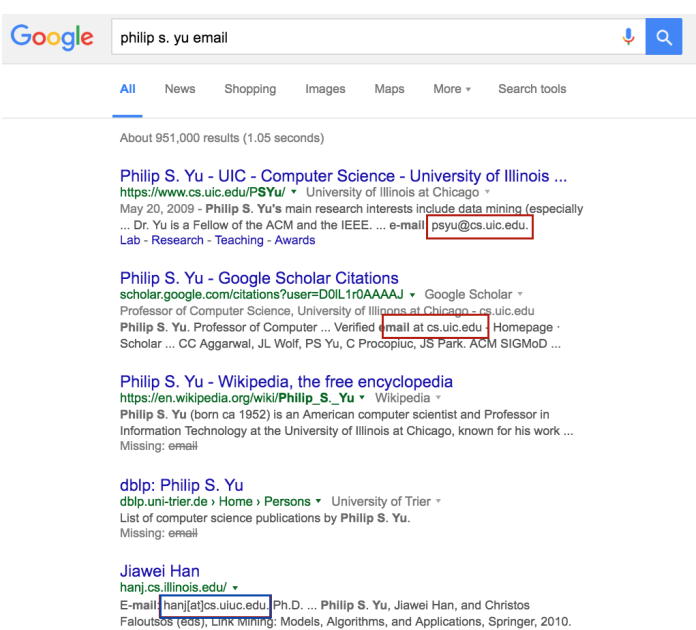 Google
philip s. yu email
All News Shopping Images Maps More Search tools
About 951,000 results (1.05 seconds)
Philip S. Yu - UIC - Computer Science - University of Illinois ...
https://www.cs.uic.edu/PSYu/ University of Illinois at Chicago
May 20, 2009 - Philip S. Yu's main research interests include data mining (especially
... Dr. Yu is a Fellow of the ACM and the IEEE. ... e-mail: psyu@cs.uic.edu.
Lab - Research - Teaching - Awards
Philip S. Yu - Google Scholar Citations
scholar.google.com/citations?user=D0lL1r0AAAAJ Google Scholar
Professor of Computer Science, University of Illinons at Chicago - cs.uic.edu
Philip S. Yu. Professor of Computer ... Verified email at cs.uic.edu - Homepage ·
Scholar ... CC Aggarwal, JL Wolf, PS Yu, C Procopiuc, JS Park. ACM SIGMoD ...
Philip S. Yu - Wikipedia, the free encyclopedia
https://en.wikipedia.org/wiki/Philip_S._Yu Wikipedia
Philip S. Yu (born ca 1952) is an American computer scientist and Professor in
Information Technology at the University of Illinois at Chicago, known for his work ...
Missing: email
dblp: Philip S. Yu
dblp.uni-trier.de › Home › Persons University of Trier
List of computer science publications by Philip S. Yu.
Missing: email
Jiawei Han
hanj.cs.illinois.edu/
E-mail: hanj[at]cs.uiuc.edu. Ph.D. ... Philip S. Yu, Jiawei Han, and Christos
Faloutsos (eds), Link Mining: Models, Algorithms, and Applications, Springer, 2010.